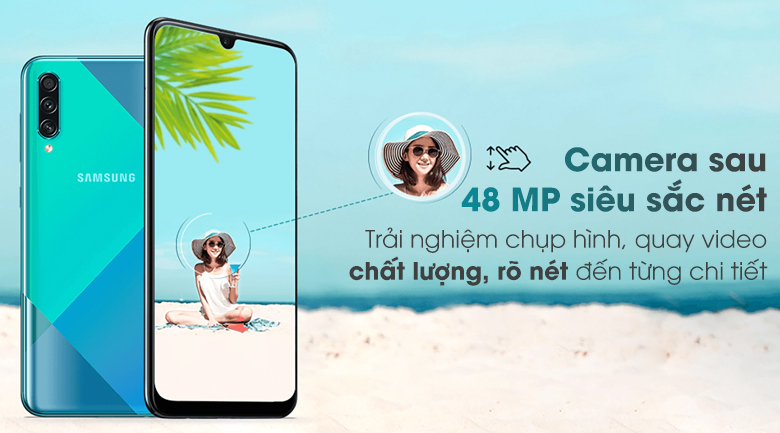 SAMSUNG
Camera sau
48 MP siêu sắc nét
Trải nghiệm chụp hình, quay video
chất lượng, rõ nét đến từng chi tiết